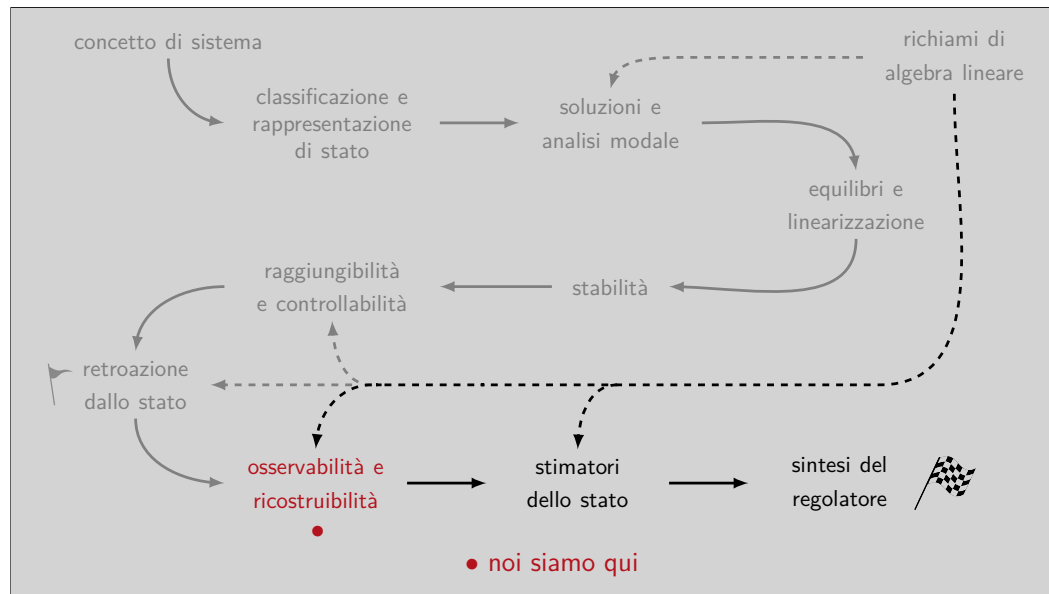 concetto di sistema
richiami di
algebra lineare
classificazione e
rappresentazione
di stato
soluzioni e
analisi modale
equilibri e
linearizzazione
raggiungibilità
e controllabilità
stabilità
retroazione
dallo stato
osservabilità e
ricostruibilità
stimatori
dello stato
sintesi del
regolatore
noi siamo qui